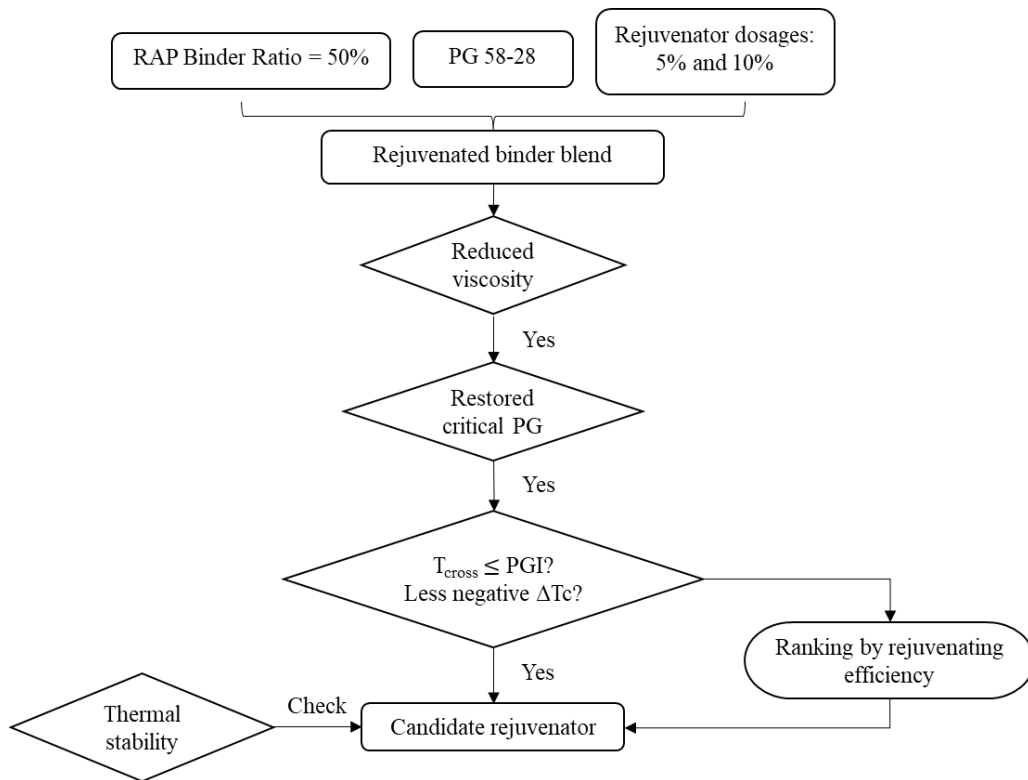 RAP Binder Ratio = 50%
PG 58-28
Rejuvenator dosages:
5% and 10%
Rejuvenated binder blend
Reduced
viscosity
Yes
Restored
critical PG
Yes
Tcross ≤ PGI?
Less negative ΔTc?
Ranking by rejuvenating
efficiency
Yes
Thermal
stability
Check
Candidate rejuvenator